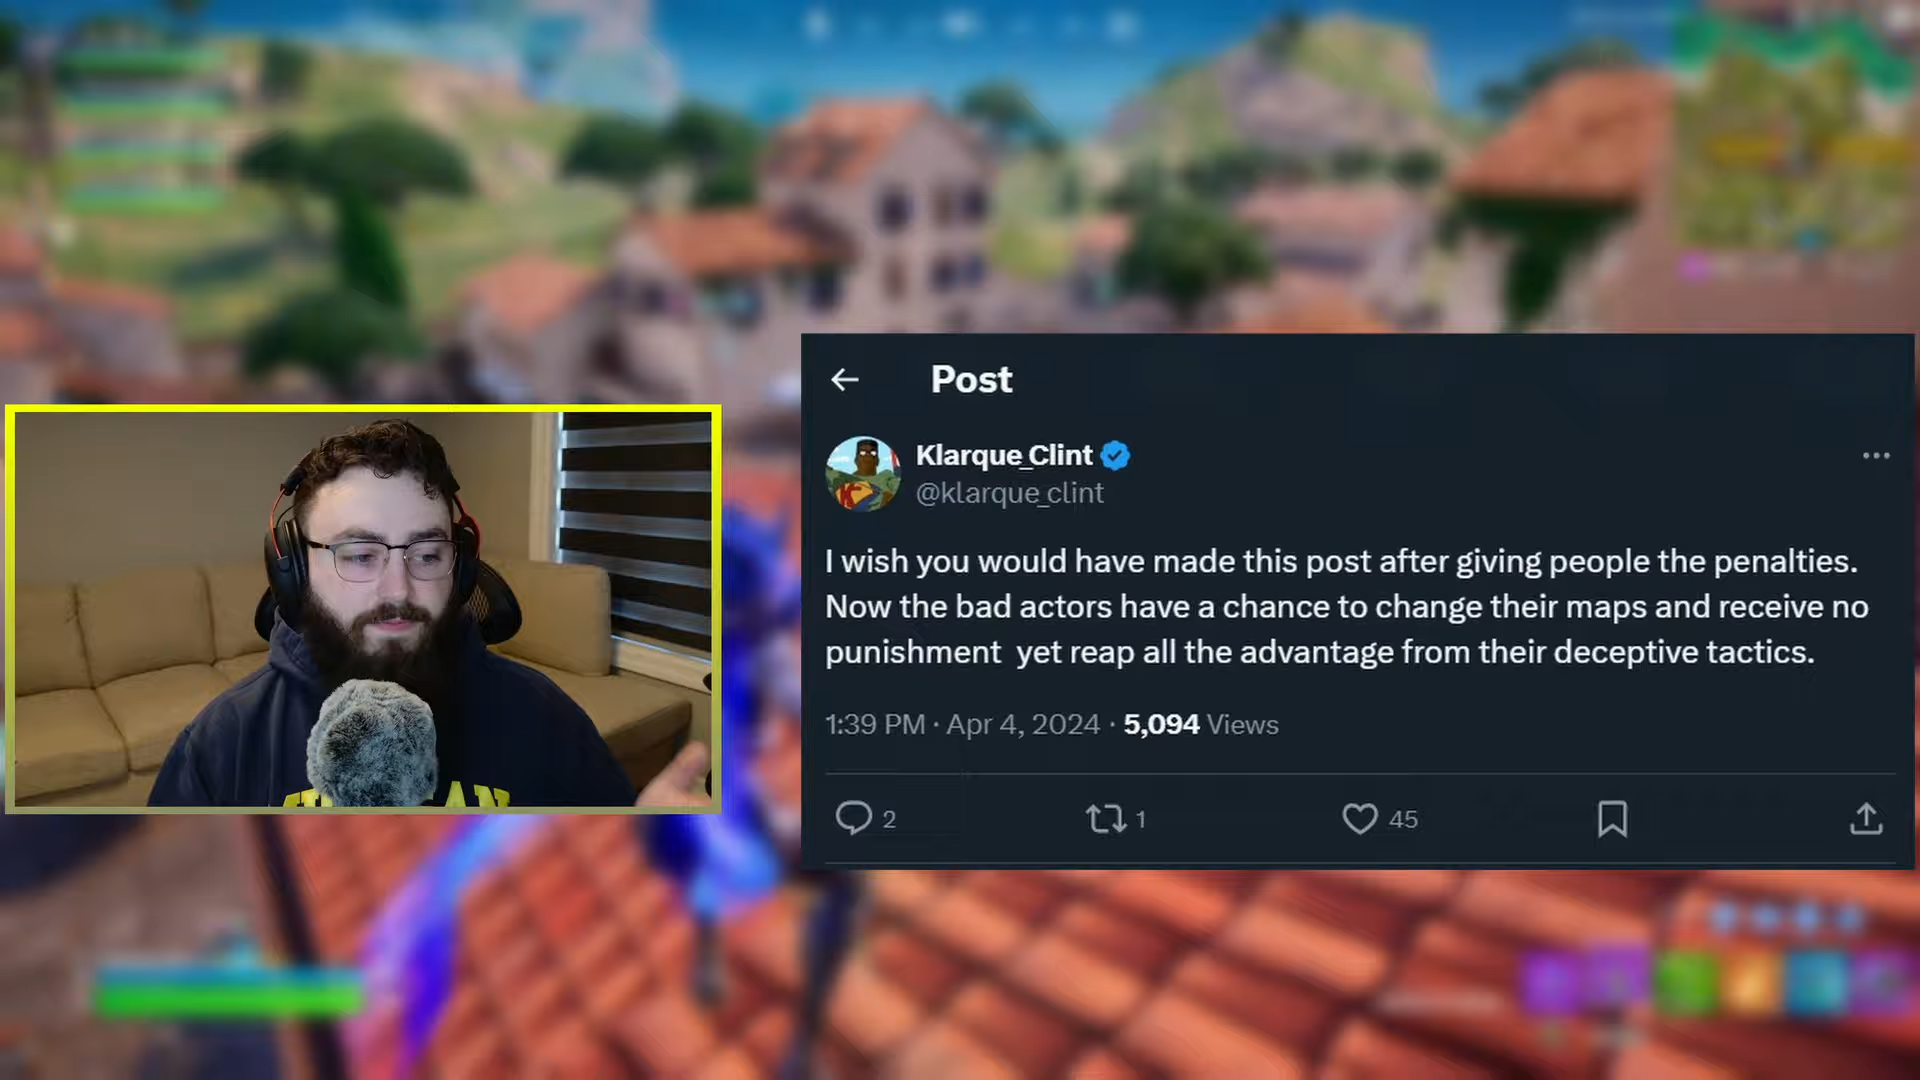 Post
Klarque_Clint
@klarque_clint
I wish you would have made this post after giving people the penalties.
Now the bad actors have a chance to change their maps and receive no
punishment  yet reap all the advantage from their deceptive tactics.
1:39 PM · Apr 4, 2024 · 5,094 Views
2 1 45